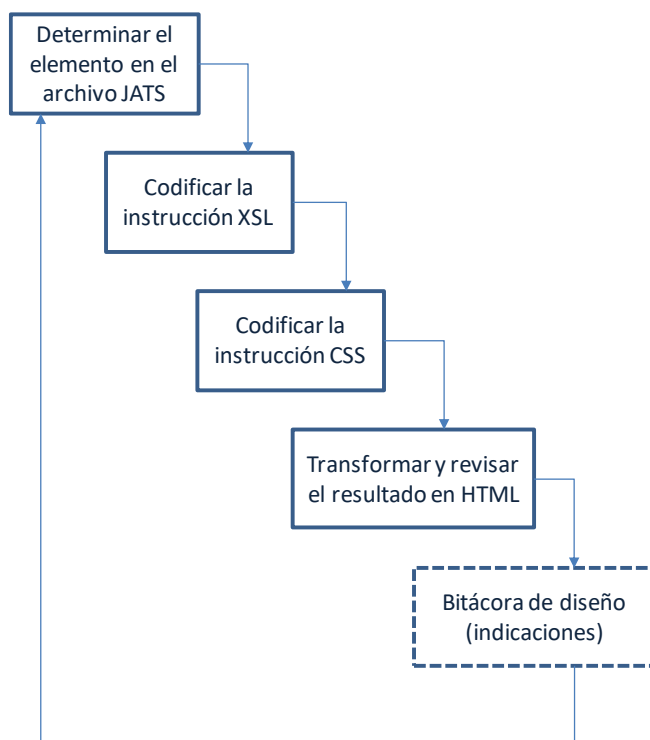 Determinar el
elemento en el
archivo JATS
Codificar la
instrucción XSL
Codificar la
instrucción CSS
Transformar y revisar
el resultado en HTML
Bitácora de diseño
(indicaciones)